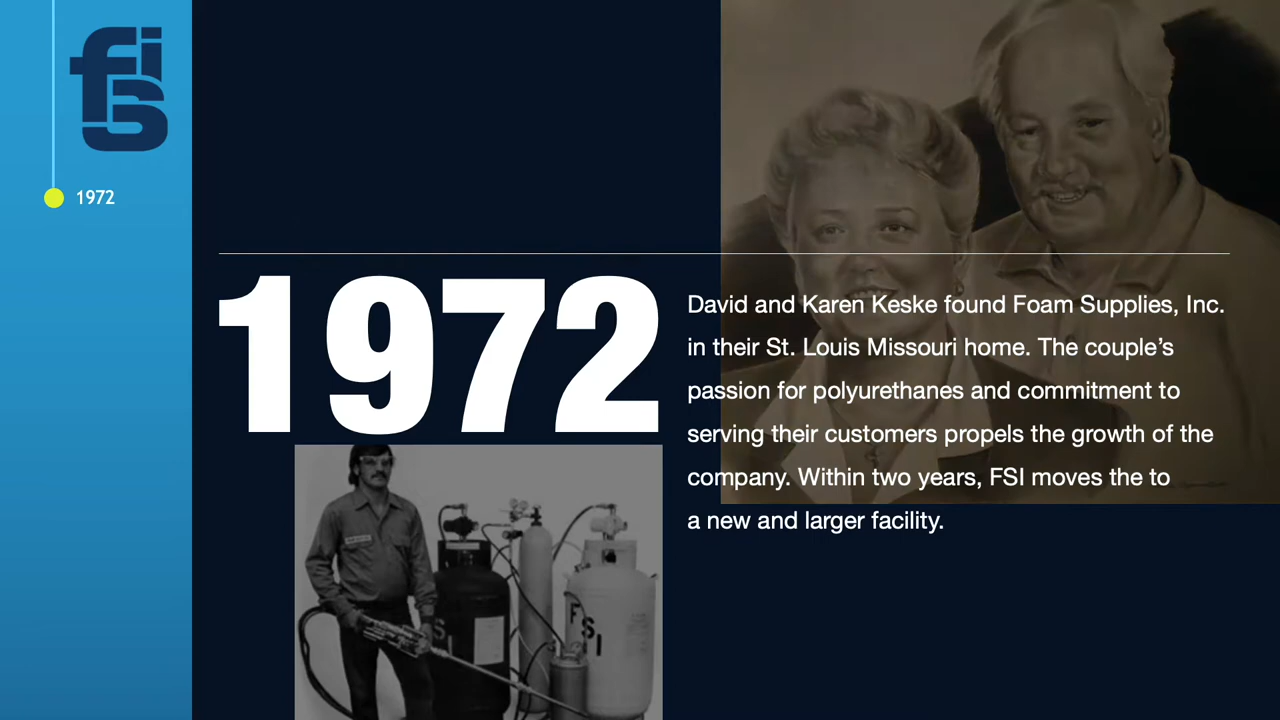 fsi
1972
1972
David and Karen Keske found Foam Supplies, Inc.
in their St. Louis Missouri home. The couple’s
passion for polyurethanes and commitment to
serving their customers propels the growth of the
company. Within two years, FSI moves the to
a new and larger facility.
SI
FSI